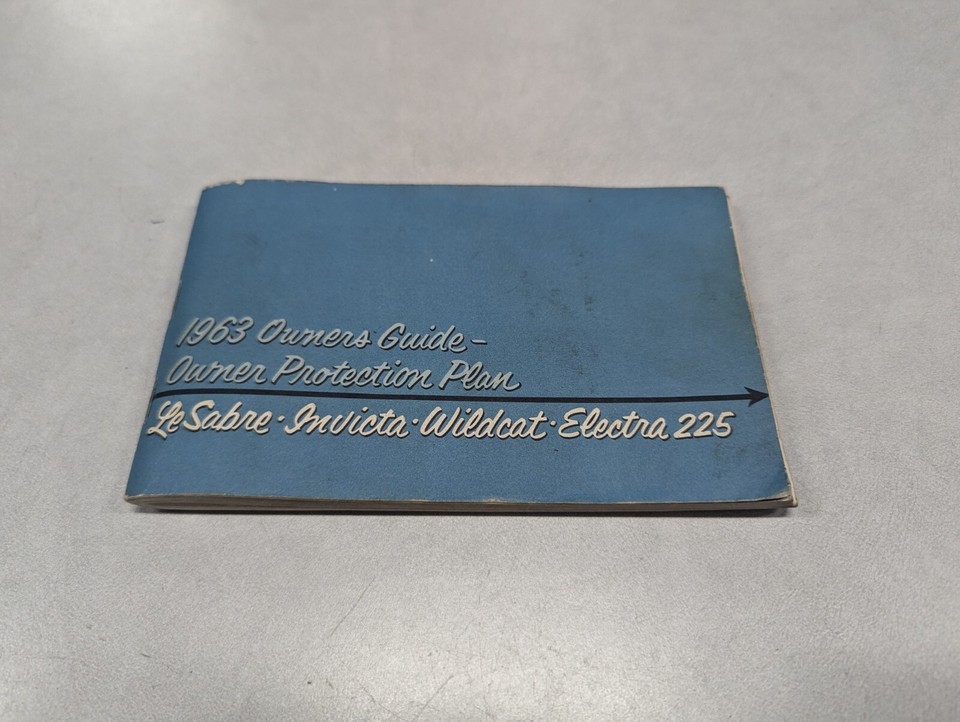 1963 Owners Guide–
Owner Protection Plan
LeSabre · Invicta · Wildcat · Electra 225